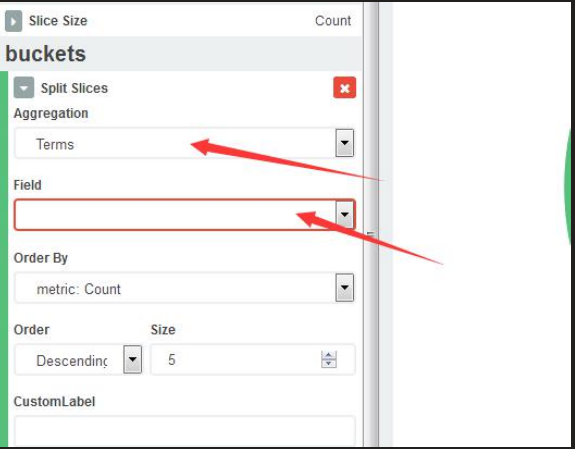 Slice Size Count
buckets
Split Slices
Aggregation
Terms
Field
Order By
metric: Count
Order Size
Descending 5
CustomLabel